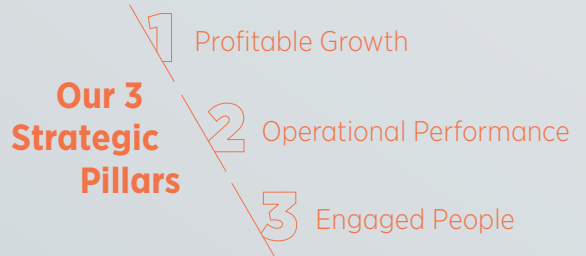 Our 3
Strategic
Pillars
1 Profitable Growth
2 Operational Performance
3 Engaged People